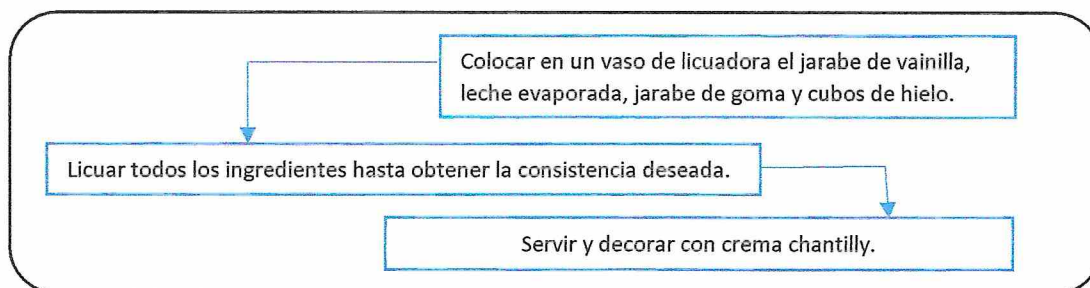 Colocar en un vaso de licuadora el jarabe de vainilla,
leche evaporada, jarabe de goma y cubos de hielo.
Licuar todos los ingredientes hasta obtener la consistencia deseada.
Servir y decorar con crema chantilly.